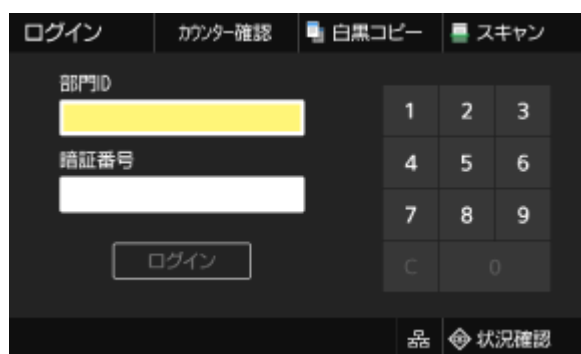 ログイン
カウンター確認
白黒コピー
スキャン
部門ID
暗証番号
ログイン
1 2 3
4 5 6
7 8 9
C 0
状況確認